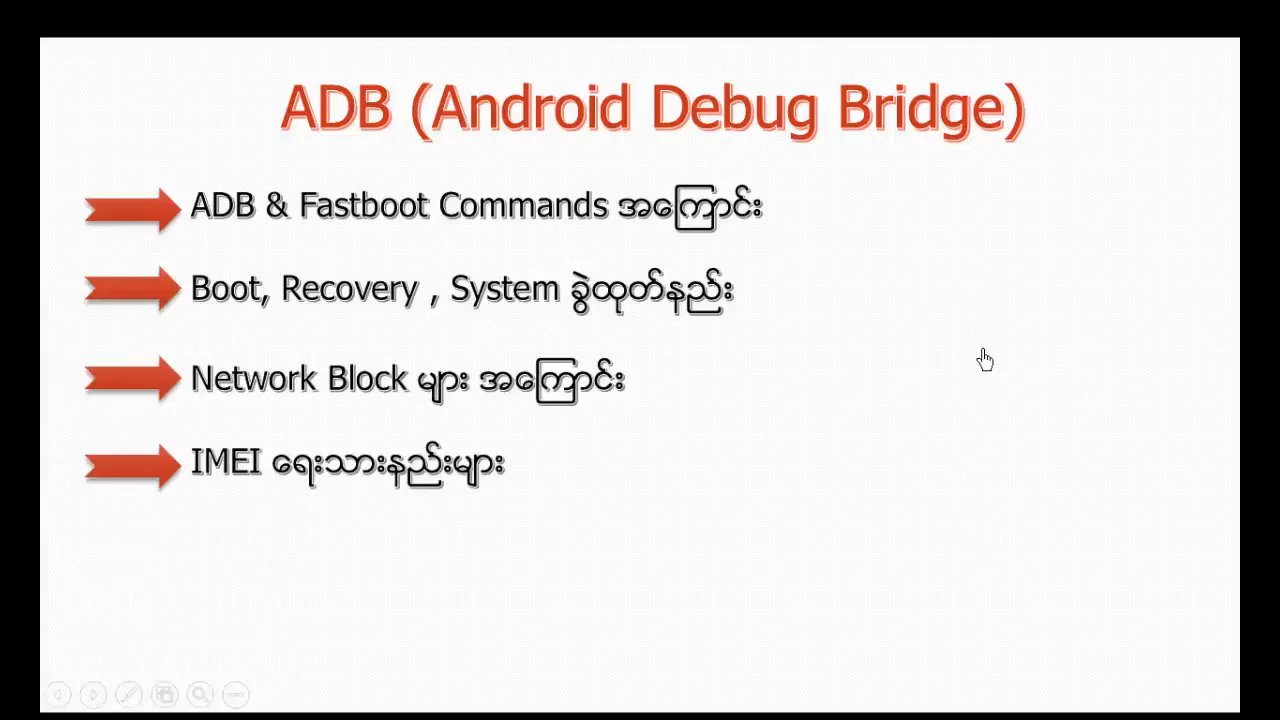 ADB (Android Debug Bridge)
ADB & Fastboot Commands အကြောင်း
Boot, Recovery , System ခွဲထုတ်နည်း
Network Block များ အကြောင်း
IMEI ရေးသားနည်းများ